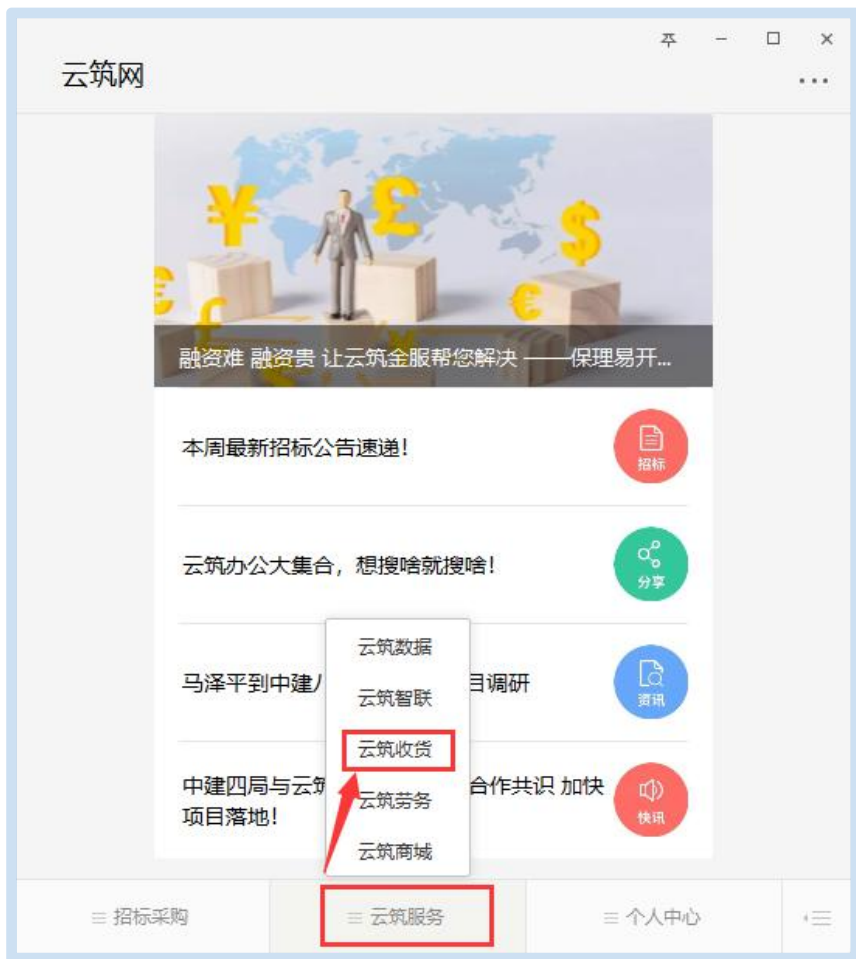 云筑网
融资难 融资贵 让云筑金服帮您解决 ——保理易开...
本周最新招标公告速递！
招标
云筑办公大集合，想搜啥就搜啥！
分享
云筑数据
马泽平到中建
目调研
资讯
云筑智联
云筑收货
中建四局与云筑
合作共识 加快
项目落地！
快讯
云筑劳务
云筑商城
招标采购
云筑服务
个人中心